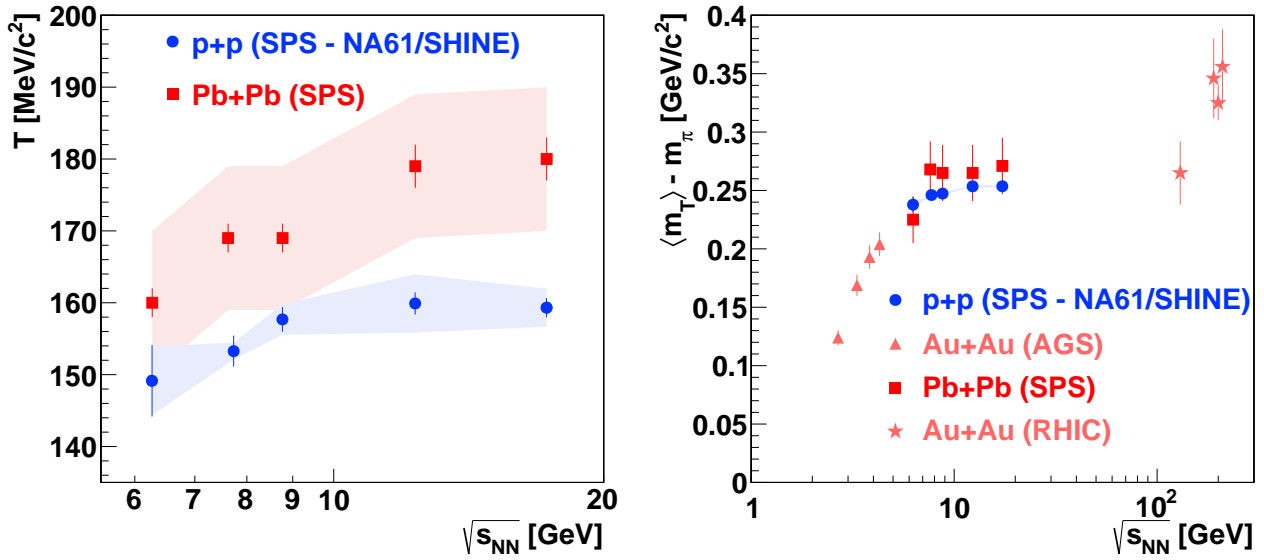 T [MeV/c²]
200
190
180
170
160
150
140
p+p (SPS - NA61/SHINE)
Pb+Pb (SPS)
6 7 8 9 10 20
√s_NN [GeV]
⟨m_T⟩ - m_π [GeV/c²]
0.4
0.35
0.3
0.25
0.2
0.15
0.1
0.05
0
p+p (SPS - NA61/SHINE)
Au+Au (AGS)
Pb+Pb (SPS)
Au+Au (RHIC)
1 10 10²
√s_NN [GeV]